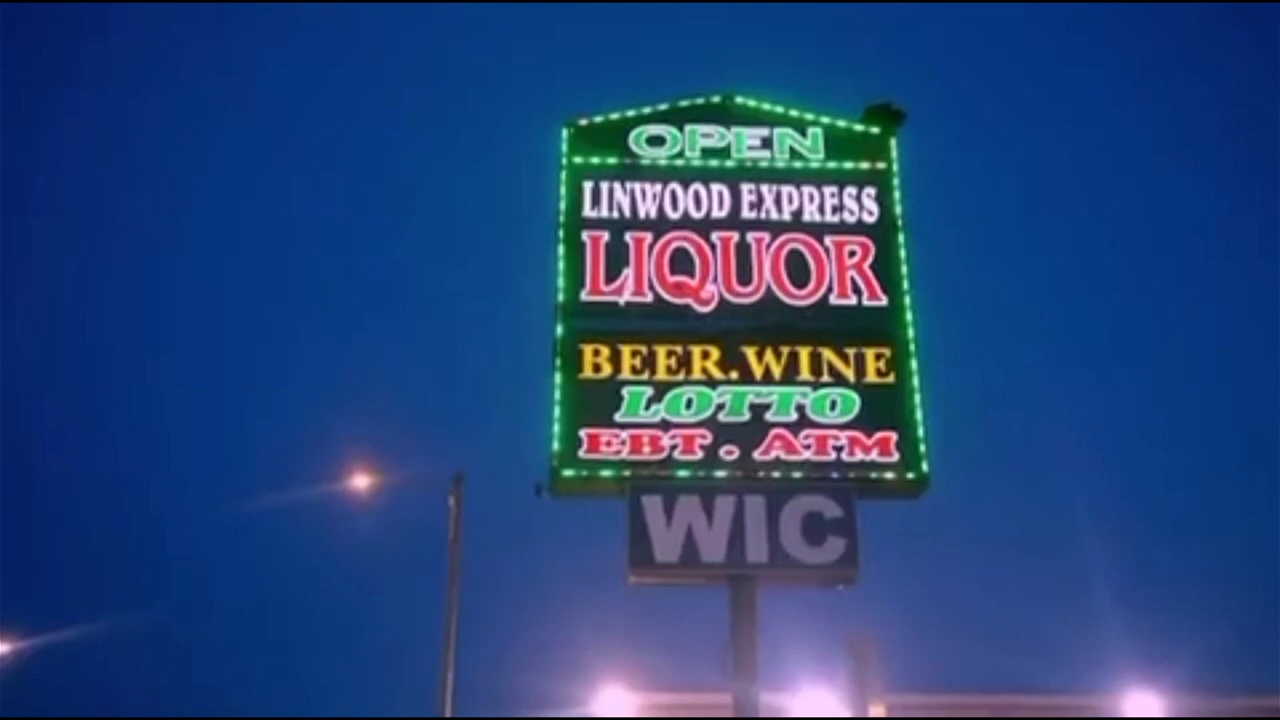 OPEN
LINWOOD EXPRESS
LIQUOR
BEER.WINE
LOTTO
EBT . ATM
WIC